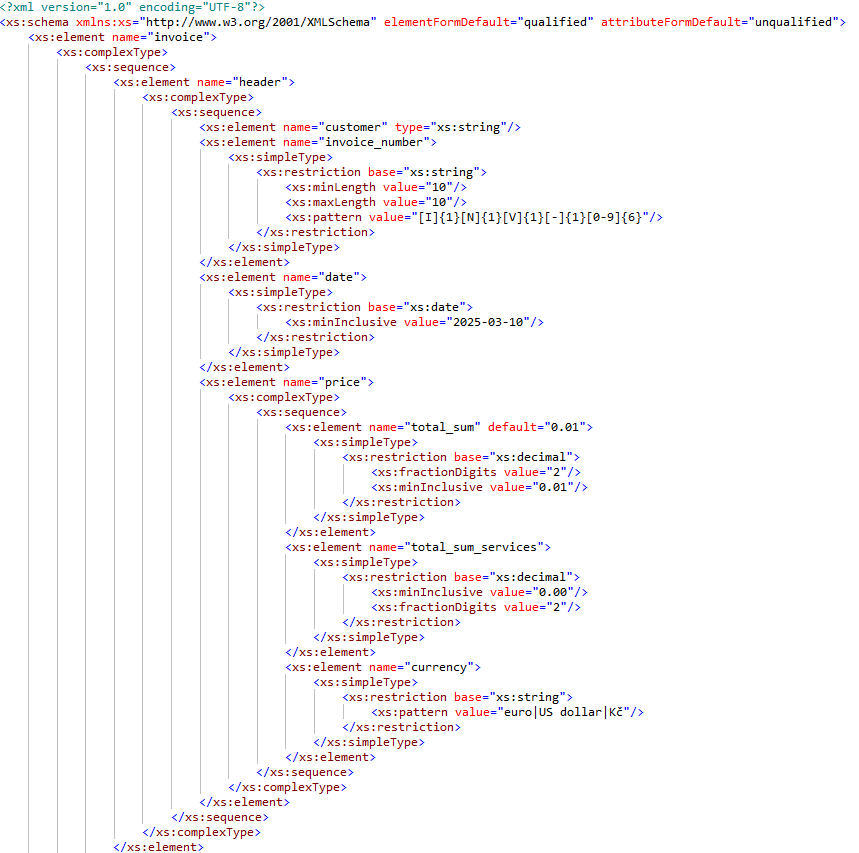 <?xml version="1.0" encoding="UTF-8"?>
<xs:schema xmlns:xs="http://www.w3.org/2001/XMLSchema" elementFormDefault="qualified" attributeFormDefault="unqualified">
<xs:element name="invoice">
<xs:complexType>
<xs:sequence>
<xs:element name="header">
<xs:complexType>
<xs:sequence>
<xs:element name="customer" type="xs:string"/>
<xs:element name="invoice_number">
<xs:simpleType>
<xs:restriction base="xs:string">
<xs:minLength value="10"/>
<xs:maxLength value="10"/>
<xs:pattern value="[I]{1}[N]{1}[V]{1}[-]{1}[0-9]{6}"/>
</xs:restriction>
</xs:simpleType>
</xs:element>
<xs:element name="date">
<xs:simpleType>
<xs:restriction base="xs:date">
<xs:minInclusive value="2025-03-10"/>
</xs:restriction>
</xs:simpleType>
</xs:element>
<xs:element name="price">
<xs:complexType>
<xs:sequence>
<xs:element name="total_sum" default="0.01">
<xs:simpleType>
<xs:restriction base="xs:decimal">
<xs:fractionDigits value="2"/>
<xs:minInclusive value="0.01"/>
</xs:restriction>
</xs:simpleType>
</xs:element>
<xs:element name="total_sum_services">
<xs:simpleType>
<xs:restriction base="xs:decimal">
<xs:minInclusive value="0.00"/>
<xs:fractionDigits value="2"/>
</xs:restriction>
</xs:simpleType>
</xs:element>
<xs:element name="currency">
<xs:simpleType>
<xs:restriction base="xs:string">
<xs:pattern value="euro|US dollar|Kč"/>
</xs:restriction>
</xs:simpleType>
</xs:element>
</xs:sequence>
</xs:complexType>
</xs:element>
</xs:sequence>
</xs:complexType>
</xs:element>